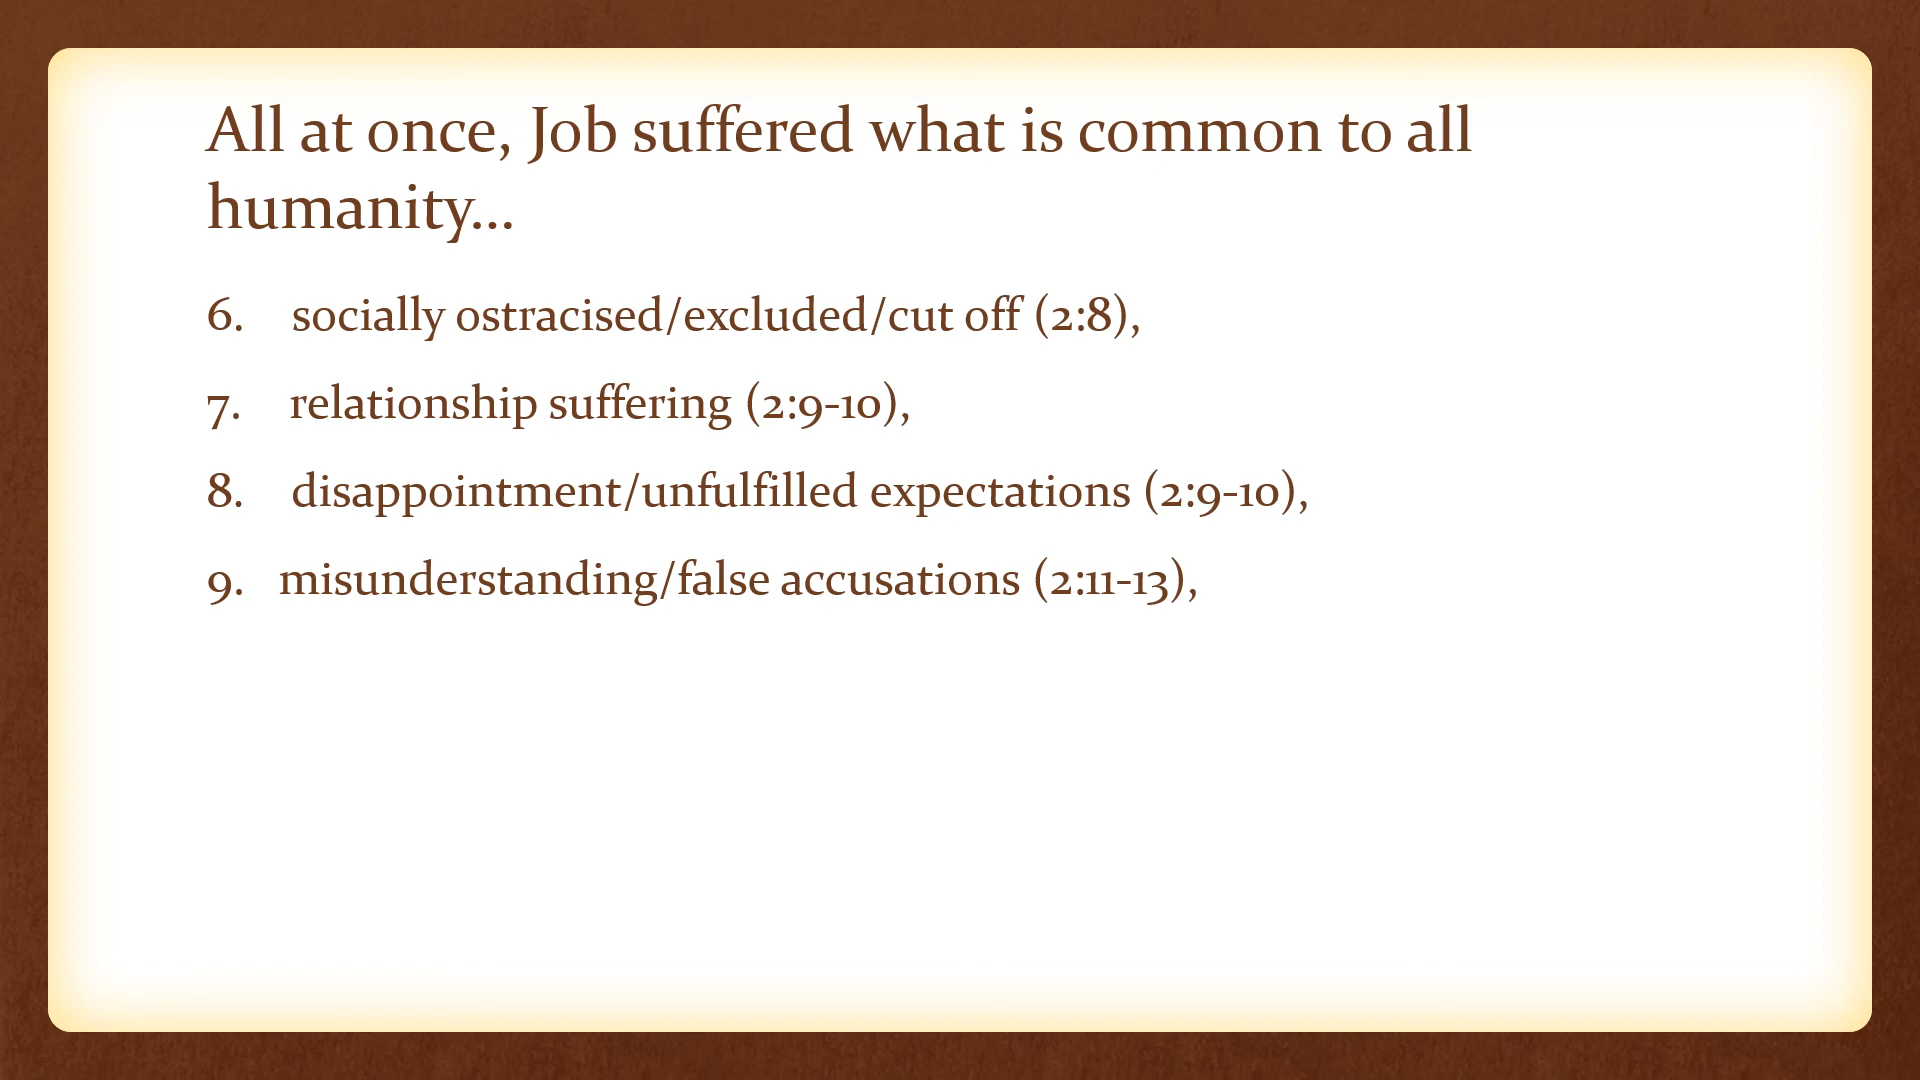 All at once, Job suffered what is common to all
humanity…
6. socially ostracised/excluded/cut off (2:8),
7. relationship suffering (2:9-10),
8. disappointment/unfulfilled expectations (2:9-10),
9. misunderstanding/false accusations (2:11-13),